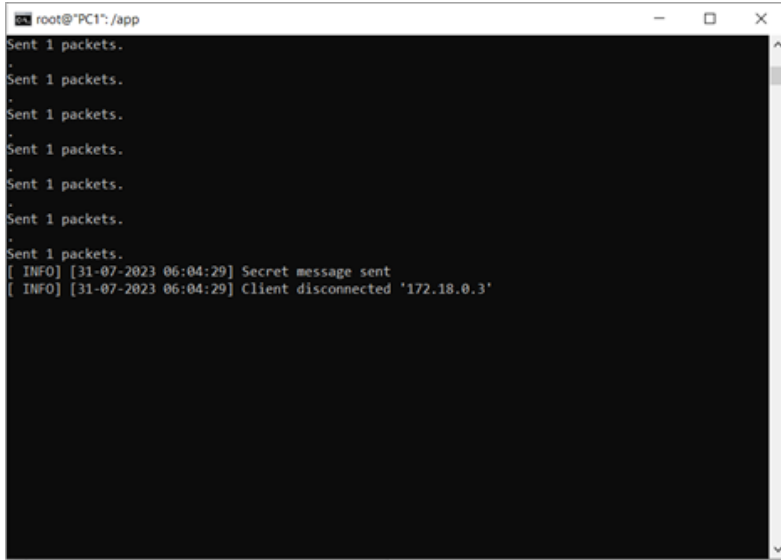 root@"PC1": /app
Sent 1 packets.
.
Sent 1 packets.
.
Sent 1 packets.
.
Sent 1 packets.
.
Sent 1 packets.
.
Sent 1 packets.
.
Sent 1 packets.
[ INFO] [31-07-2023 06:04:29] Secret message sent
[ INFO] [31-07-2023 06:04:29] Client disconnected '172.18.0.3'